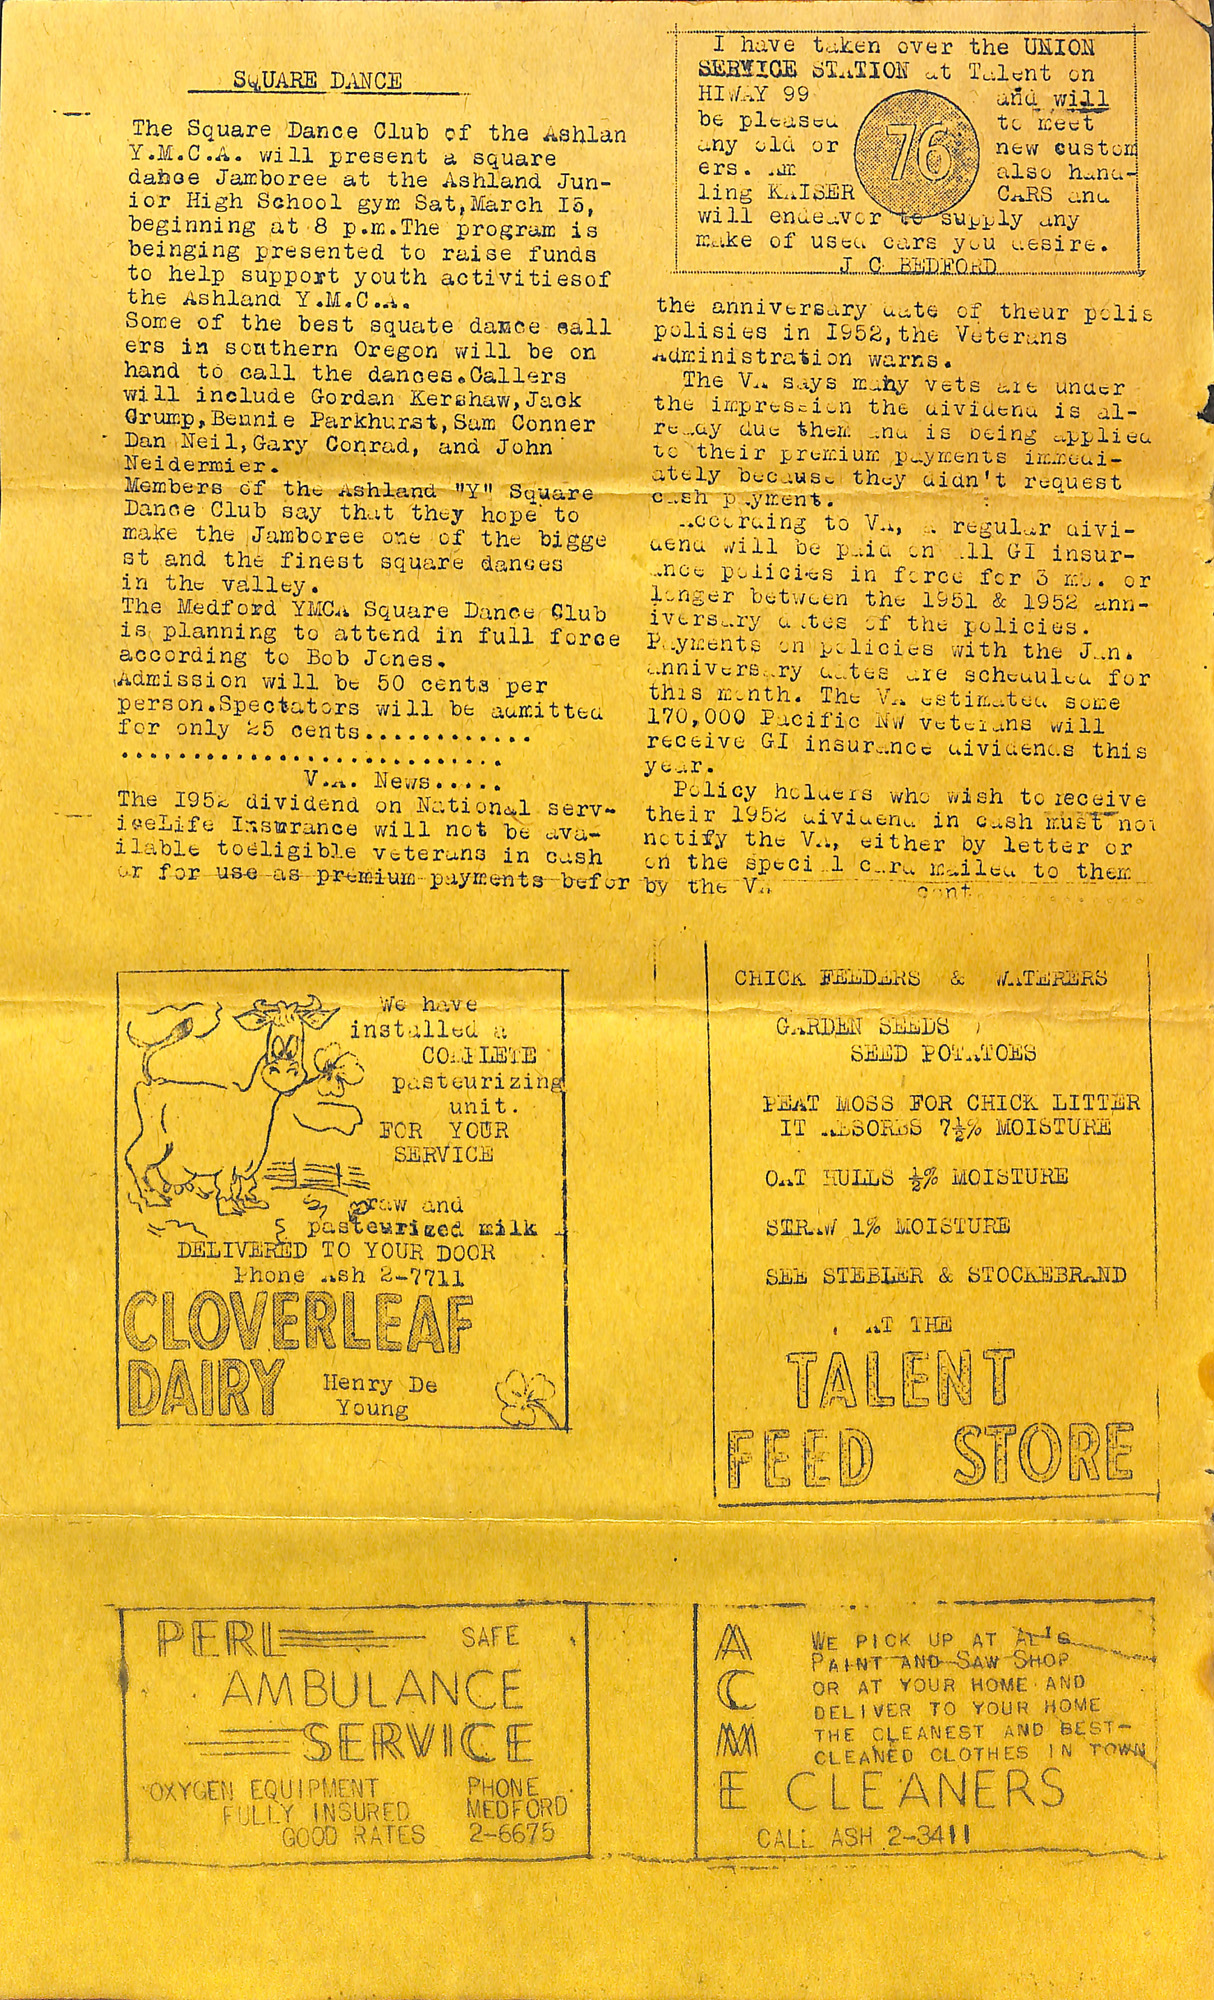 SQUARE DANCE
The Square Dance Club of the Ashlan
Y.M.C.A. will present a square
dahce Jamboree at the Ashland Jun-
ior High School gym Sat,March I5,
beginning at 8 p.m.The program is
beinging presented to raise funds
to help support youth activitiesof
the Ashland Y.M.C.A.
Some of the best squate dance call
ers in southern Oregon will be on
hand to call the dances.Callers
will include Gordan Kershaw,Jack
Crump,Bennie Parkhurst,Sam Conner
Dan Neil,Gary Conrad, and John
Neidermier.
Members of the Ashland "Y" Square
Dance Club say that they hope to
make the Jamboree one of the bigge
st and the finest square dances
in the valley.
The Medford YMCA Square Dance Club
is planning to attend in full force
according to Bob Jones.
Admission will be 50 cents per
person.Spectators will be admitted
for only 25 cents............
...........................
V.A. News.....
The I952 dividend on National serv-
iceLife Insurance will not be ava-
ilable toeligible veterans in cash
or for use as premium payments befor
I have taken over the UNION
SERVICE STATION at Talent on
HIWAY 99 and will
be pleased to meet
any old or new custom
ers. Am also hand-
ling KAISER CARS and
will endeavor to supply any
make of used cars you desire.
J C BEDFORD
76
the anniversary date of theur polis
polisies in I952,the Veterans
Administration warns.
The VA says many vets are under
the impression the dividend is al-
ready due them and is being applied
to their premium payments immedi-
ately because they didn't request
cash payment.
According to VA, a regular divi-
dend will be paid on all GI insur-
ance policies in force for 3 mo. or
longer between the 1951 & 1952 ann-
iversary dates of the policies.
Payments on policies with the Jan.
anniversary dates are scheduled for
this month. The VA estimated some
170,000 Pacific NW veterans will
receive GI insurance dividends this
year.
Policy holders who wish to receive
their 1952 dividend in cash must not
notify the VA, either by letter or
on the special card mailed to them
by the VA cont
We have
installed a
COMPLETE
pasteurizing
unit.
FOR YOUR
SERVICE
raw and
pasteurized milk
DELIVERED TO YOUR DOOR
Phone Ash 2-7711
CLOVERLEAF
DAIRY Henry De
Young
CHICK FEEDERS & WATERERS
GARDEN SEEDS
SEED POTATOES
PEAT MOSS FOR CHICK LITTER
IT ABSORBS 7½% MOISTURE
OAT HULLS ½% MOISTURE
STRAW 1% MOISTURE
SEE STEBLER & STOCKEBRAND
AT THE
TALENT
FEED STORE
PERL SAFE
AMBULANCE
SERVICE
OXYGEN EQUIPMENT PHONE
FULLY INSURED MEDFORD
GOOD RATES 2-6675
ACME CLEANERS
WE PICK UP AT AL'S
PAINT AND SAW SHOP
OR AT YOUR HOME AND
DELIVER TO YOUR HOME
THE CLEANEST AND BEST-
CLEANED CLOTHES IN TOWN
CALL ASH 2-3411